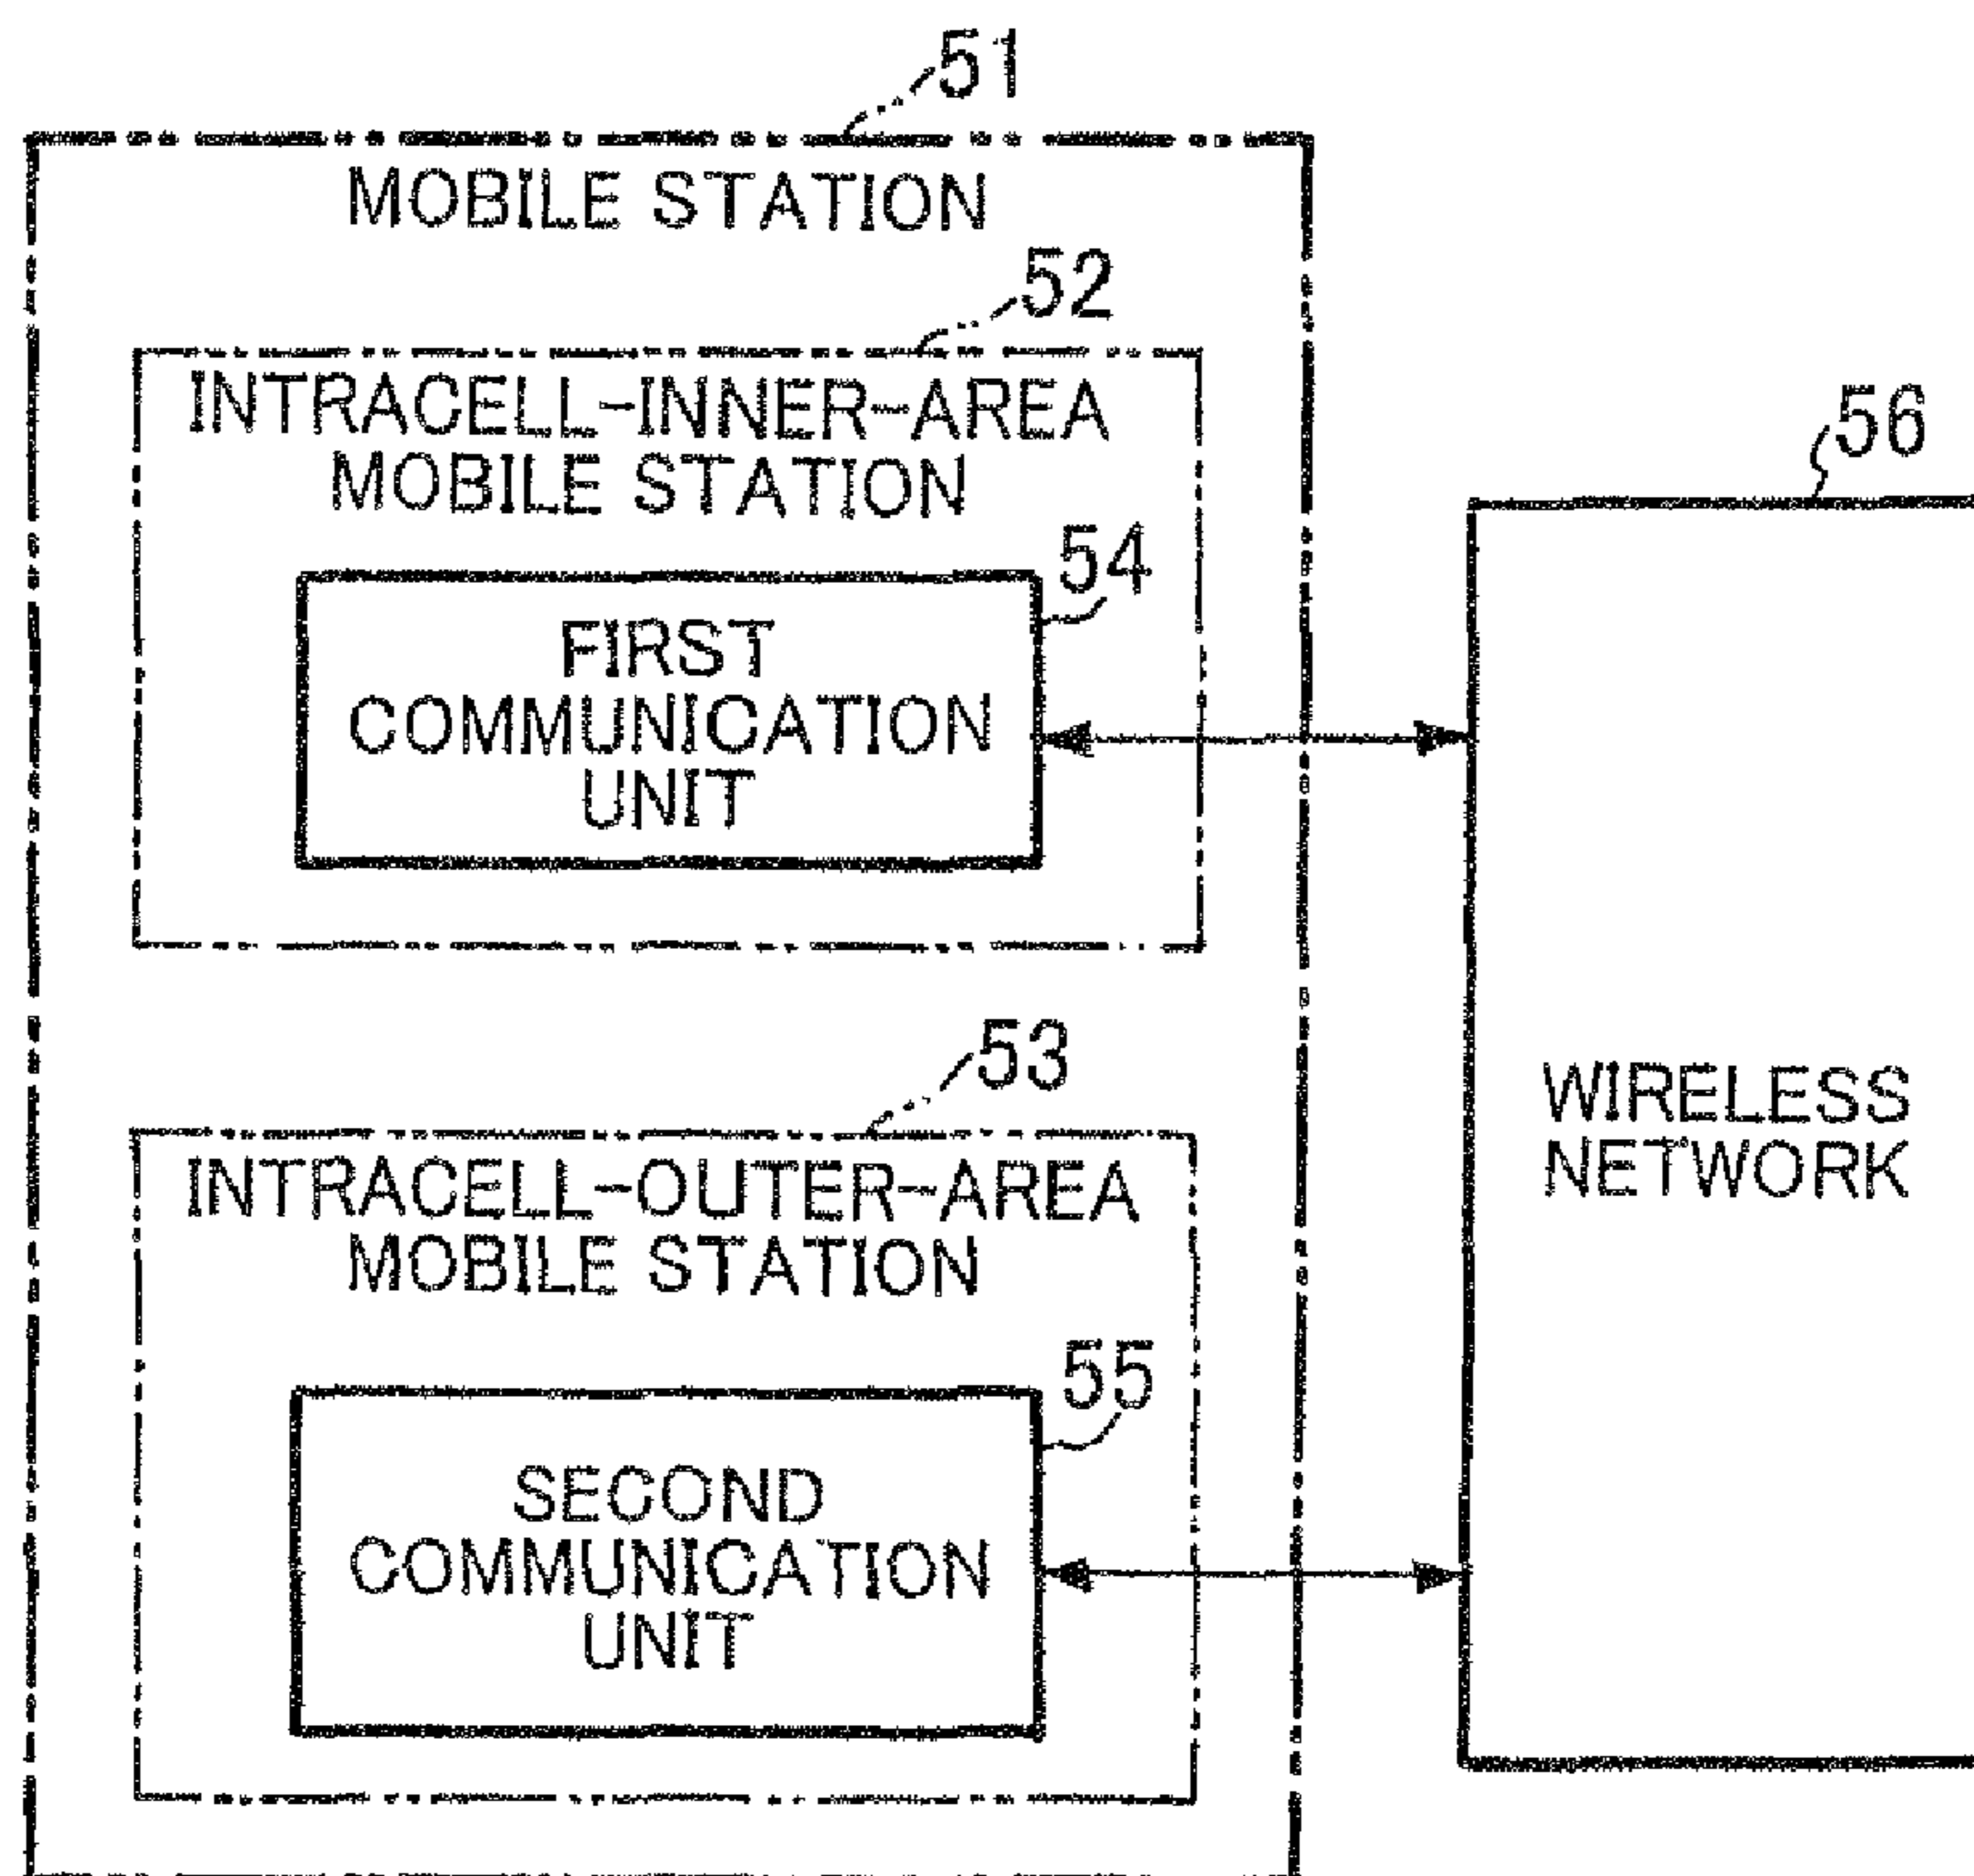 51
MOBILE STATION
52
INTRACELL-INNER-AREA
MOBILE STATION
54
FIRST
COMMUNICATION
UNIT
56
WIRELESS
NETWORK
53
INTRACELL-OUTER-AREA
MOBILE STATION
55
SECOND
COMMUNICATION
UNIT